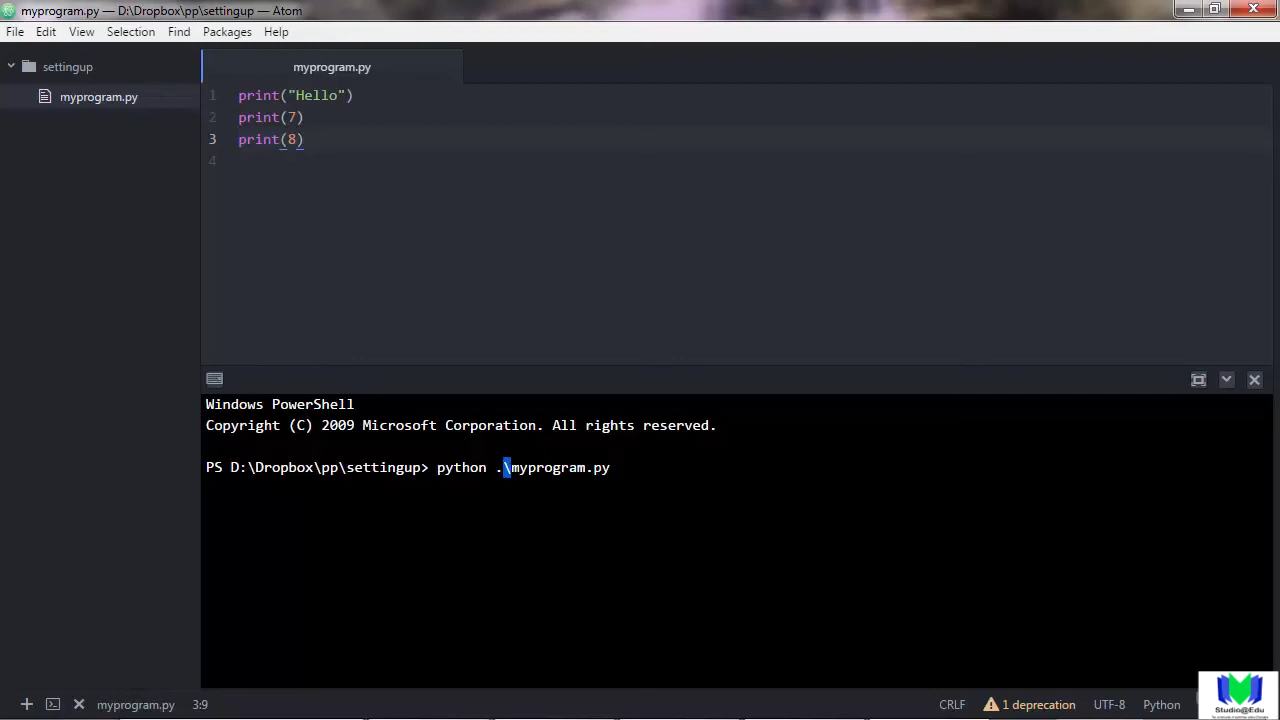 myprogram.py — D:\Dropbox\pp\settingup — Atom
File Edit View Selection Find Packages Help
settingup
myprogram.py
myprogram.py
1 print("Hello")
2 print(7)
3 print(8)
4
Windows PowerShell
Copyright (C) 2009 Microsoft Corporation. All rights reserved.
PS D:\Dropbox\pp\settingup> python .\myprogram.py
myprogram.py 3:9 CRLF 1 deprecation UTF-8 Python
Studio@Edu